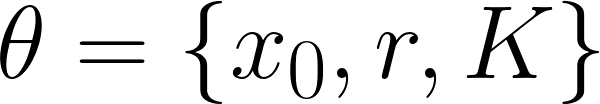 θ = {x₀, r, K}